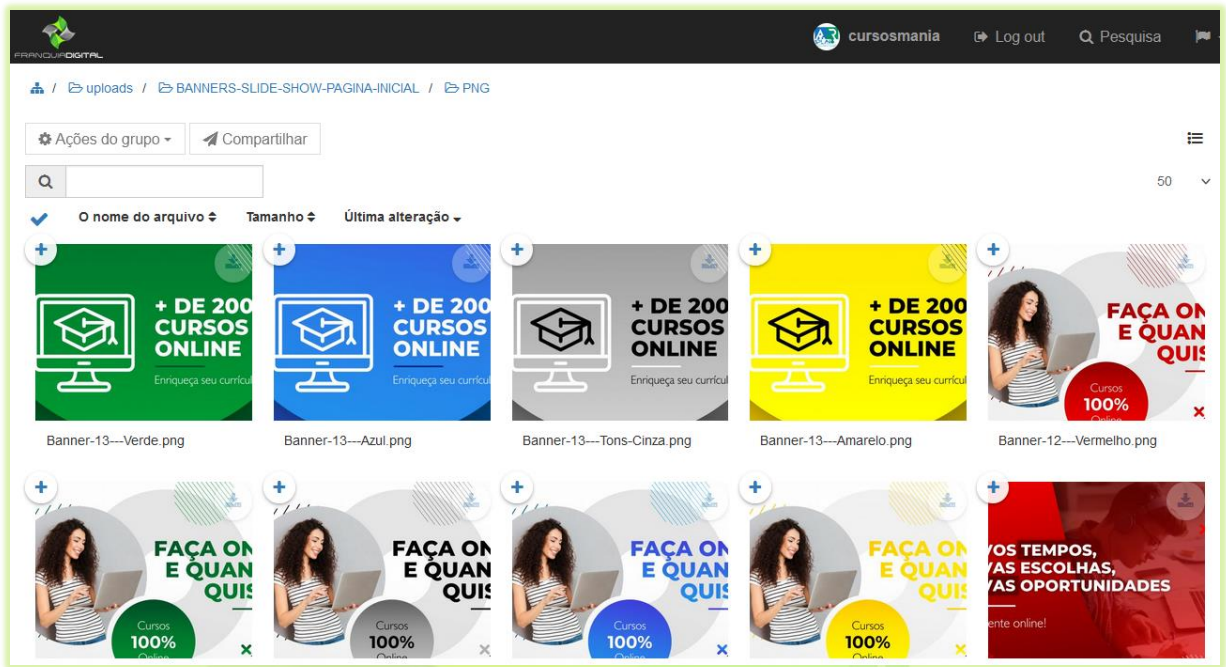 FRANQUIADIGITAL
cursosmania
Log out
Pesquisa
/ uploads / BANNERS-SLIDE-SHOW-PAGINA-INICIAL / PNG
Ações do grupo
Compartilhar
50
O nome do arquivo
Tamanho
Última alteração
+ DE 200
CURSOS
ONLINE
Enriqueça seu currícul
+ DE 200
CURSOS
ONLINE
Enriqueça seu currícul
+ DE 200
CURSOS
ONLINE
Enriqueça seu currícul
+ DE 200
CURSOS
ONLINE
Enriqueça seu currícul
FAÇA ON
E QUAN
QUIS
Cursos
100%
Online
Banner-13---Verde.png
Banner-13---Azul.png
Banner-13---Tons-Cinza.png
Banner-13---Amarelo.png
Banner-12---Vermelho.png
FAÇA ON
E QUAN
QUIS
Cursos
100%
Online
FAÇA ON
E QUAN
QUIS
Cursos
100%
Online
FAÇA ON
E QUAN
QUIS
Cursos
100%
Online
FAÇA ON
E QUAN
QUIS
Cursos
100%
Online
VOS TEMPOS,
VAS ESCOLHAS,
VAS OPORTUNIDADES
ente online!